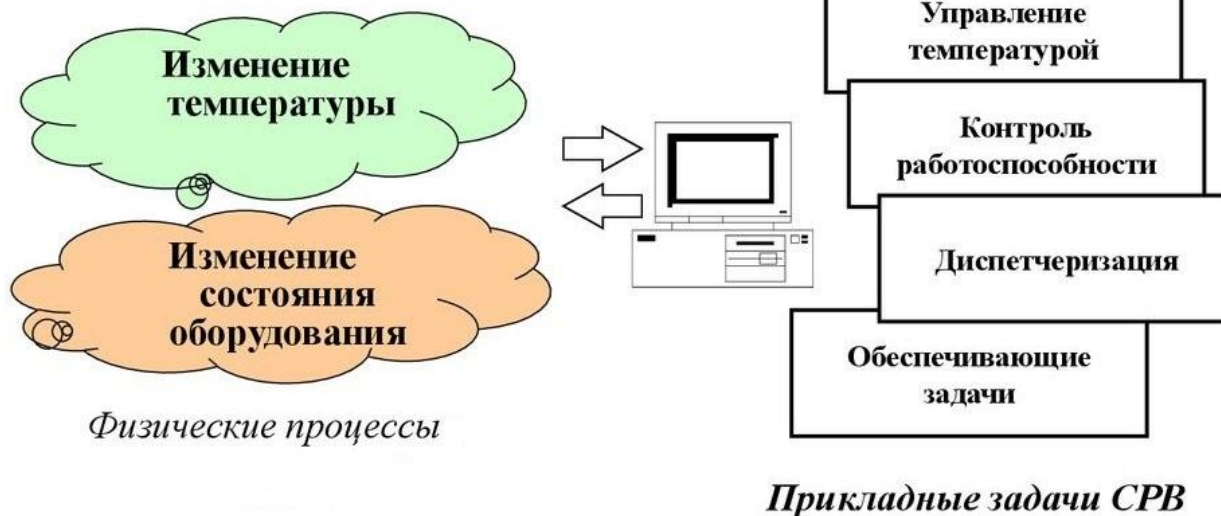 Изменение
температуры
Изменение
состояния
оборудования
Физические процессы
Управление
температурой
Контроль
работоспособности
Диспетчеризация
Обеспечивающие
задачи
Прикладные задачи СРВ